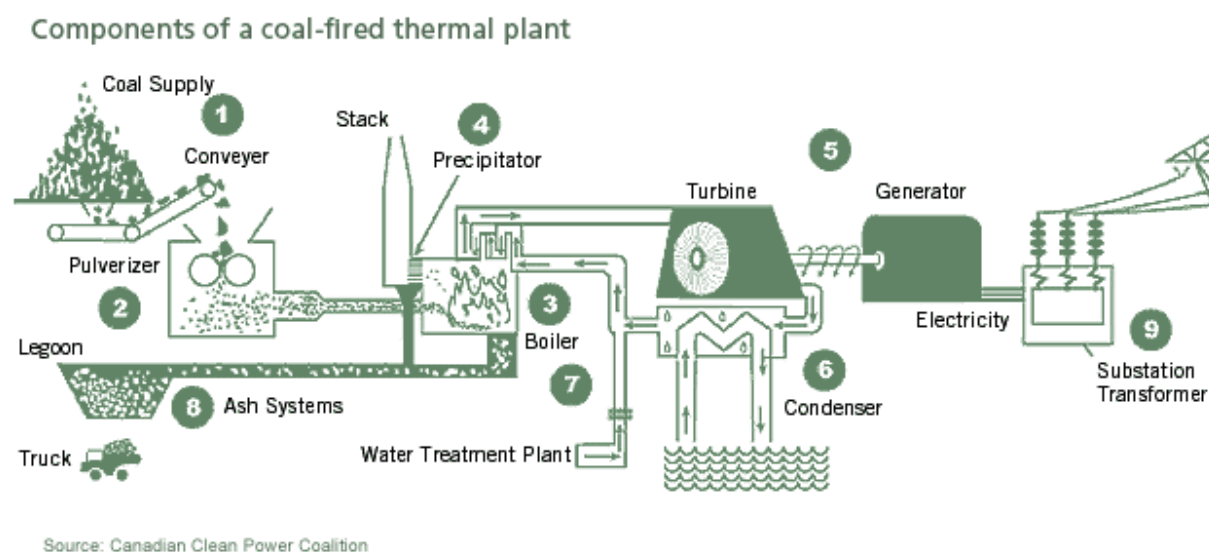 Components of a coal-fired thermal plant
Coal Supply
1
Conveyer
Stack
4
Precipitator
5
Turbine
Generator
Pulverizer
2
3
Boiler
Electricity
9
Substation
Transformer
Legoon
8
Ash Systems
7
6
Condenser
Truck
Water Treatment Plant
Source: Canadian Clean Power Coalition